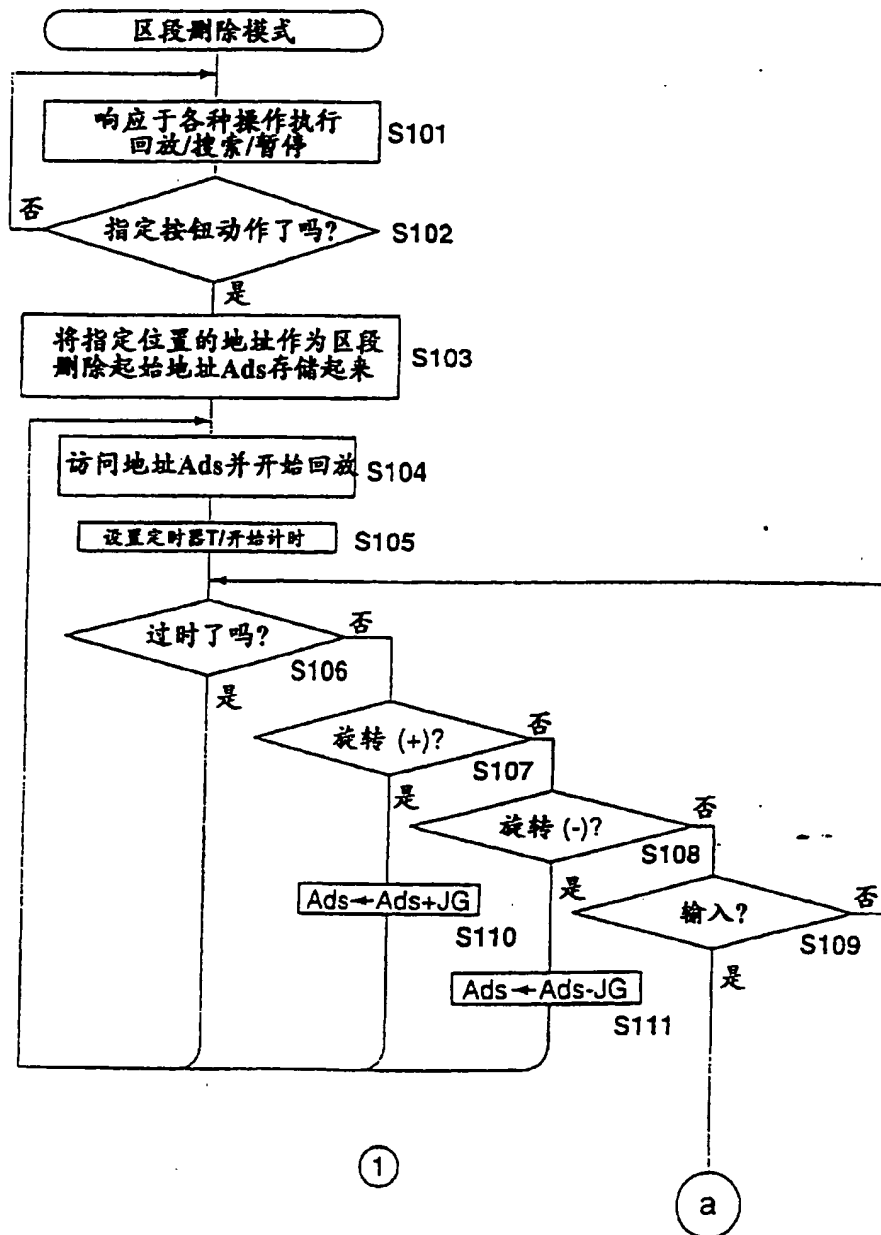 区段删除模式
响应于各种操作执行
回放/搜索/暂停
S101
否
指定按钮动作了吗?
S102
是
将指定位置的地址作为区段
删除起始地址Ads存储起来
S103
访问地址Ads并开始回放
S104
设置定时器T/开始计时
S105
过时了吗?
否
S106
是
旋转 (+)?
否
S107
是
旋转 (-)?
否
S108
是
Ads←Ads+JG
S110
输入?
否
S109
是
Ads←Ads-JG
S111
1
a